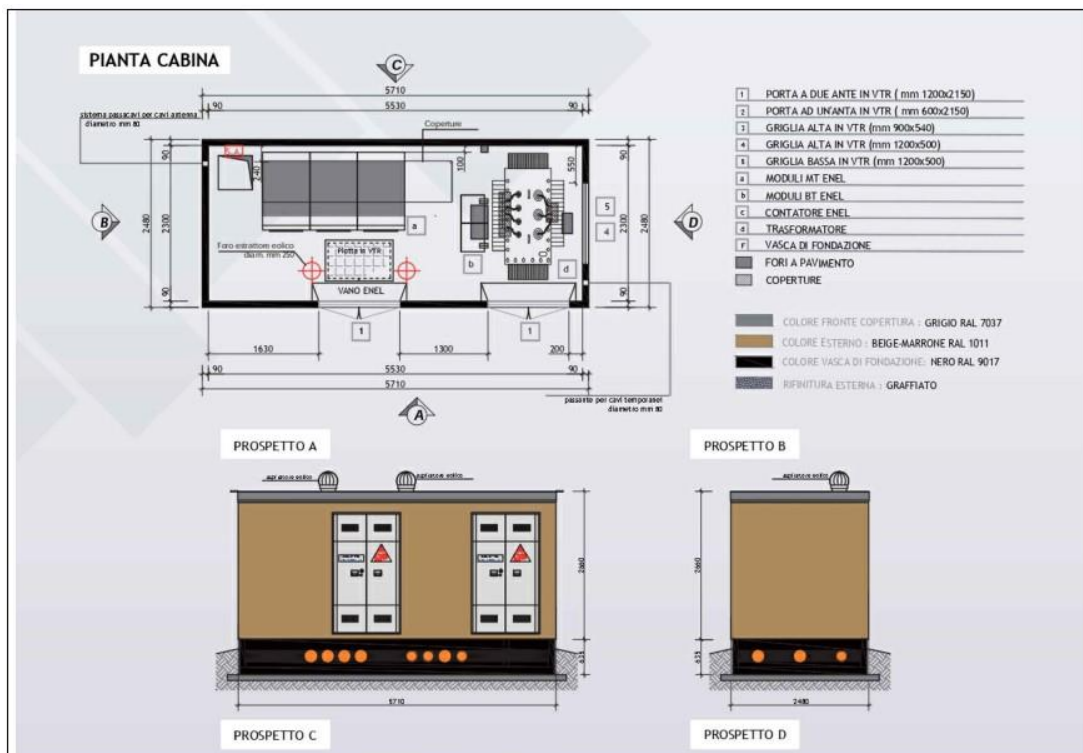 PIANTA CABINA
C
5710
90 5530 90
sistema passacavi per cavi antenna
diametro mm 80
Coperture
90
240
100
550
90
B
2480
2300
a
5
4
2300
2480
D
Foro estrattore eolico
diam. mm 250
Plotta in VTR
b
d
90
VANO ENEL
90
1
1
1630
1300
200
90 5530 90
5710
passante per cavi temporanei
diametro mm 80
A
1 PORTA A DUE ANTE IN VTR ( mm 1200x2150)
2 PORTA AD UN'ANTA IN VTR ( mm 600x2150)
3 GRIGLIA ALTA IN VTR (mm 900x540)
4 GRIGLIA ALTA IN VTR (mm 1200x500)
5 GRIGLIA BASSA IN VTR (mm 1200x500)
a MODULI MT ENEL
b MODULI BT ENEL
c CONTATORE ENEL
d TRASFORMATORE
f VASCA DI FONDAZIONE
FORI A PAVIMENTO
COPERTURE
COLORE FRONTE COPERTURA : GRIGIO RAL 7037
COLORE ESTERNO : BEIGE-MARRONE RAL 1011
COLORE VASCA DI FONDAZIONE: NERO RAL 9017
RIFINITURA ESTERNA : GRAFFIATO
PROSPETTO A
PROSPETTO B
aspiratore eolico
aspiratore eolico
aspiratore eolico
2660
2660
635
635
5710
2480
PROSPETTO C
PROSPETTO D